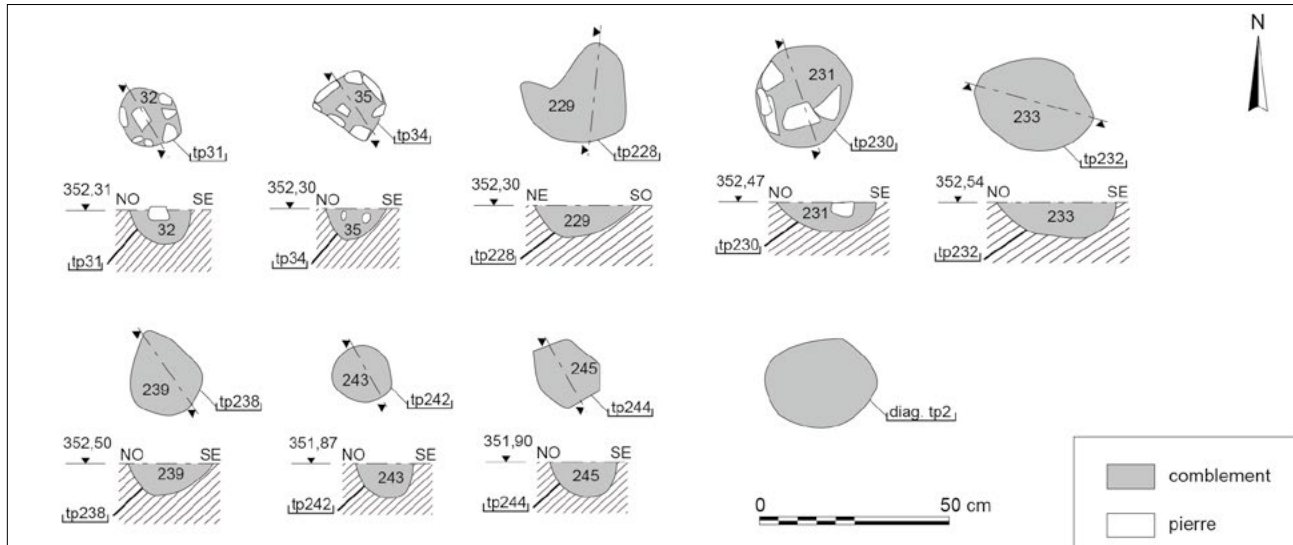 N
32
35
229
231
233
tp31
tp34
tp228
tp230
tp232
352,31
NO SE
32
tp31
352,30
NO SE
35
tp34
352,30
NE SO
229
tp228
352,47
NO SE
231
tp230
352,54
NO SE
233
tp232
239
243
245
tp238
tp242
tp244
diag. tp2
352,50
NO SE
239
tp238
351,87
NO SE
243
tp242
351,90
NO SE
245
tp244
0 50 cm
comblement
pierre